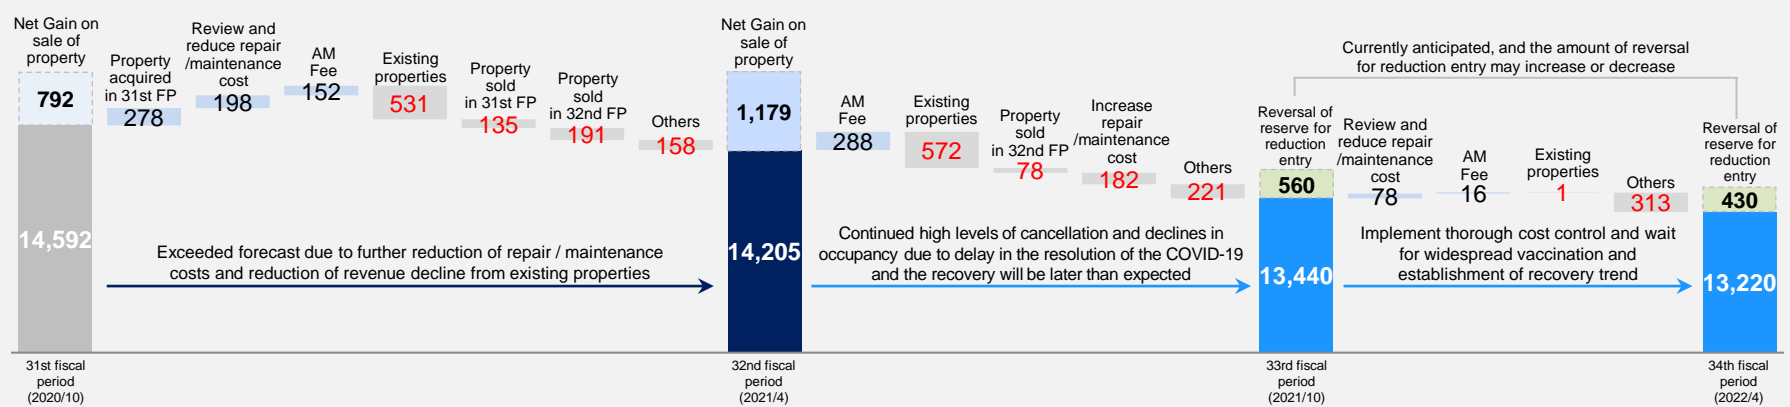 Net Gain on
sale of
property
792
14,592
Property
acquired
in 31st FP
278
Review and
reduce repair
/maintenance
cost
198
AM
Fee
152
Existing
properties
531
Property
sold
in 31st FP
135
Property
sold
in 32nd FP
191
Others
158
Exceeded forecast due to further reduction of repair / maintenance
costs and reduction of revenue decline from existing properties
Net Gain on
sale of
property
1,179
14,205
AM
Fee
288
Existing
properties
572
Property
sold
in 32nd FP
78
Increase
repair
/maintenance
cost
182
Others
221
Continued high levels of cancellation and declines in
occupancy due to delay in the resolution of the COVID-19
and the recovery will be later than expected
Currently anticipated, and the amount of reversal
for reduction entry may increase or decrease
Reversal of
reserve for
reduction
entry
560
13,440
Review and
reduce repair
/maintenance
cost
78
AM
Fee
16
Existing
properties
1
Others
313
Implement thorough cost control and wait
for widespread vaccination and
establishment of recovery trend
Reversal of
reserve for
reduction
entry
430
13,220
31st fiscal
period
(2020/10)
32nd fiscal
period
(2021/4)
33rd fiscal
period
(2021/10)
34th fiscal
period
(2022/4)